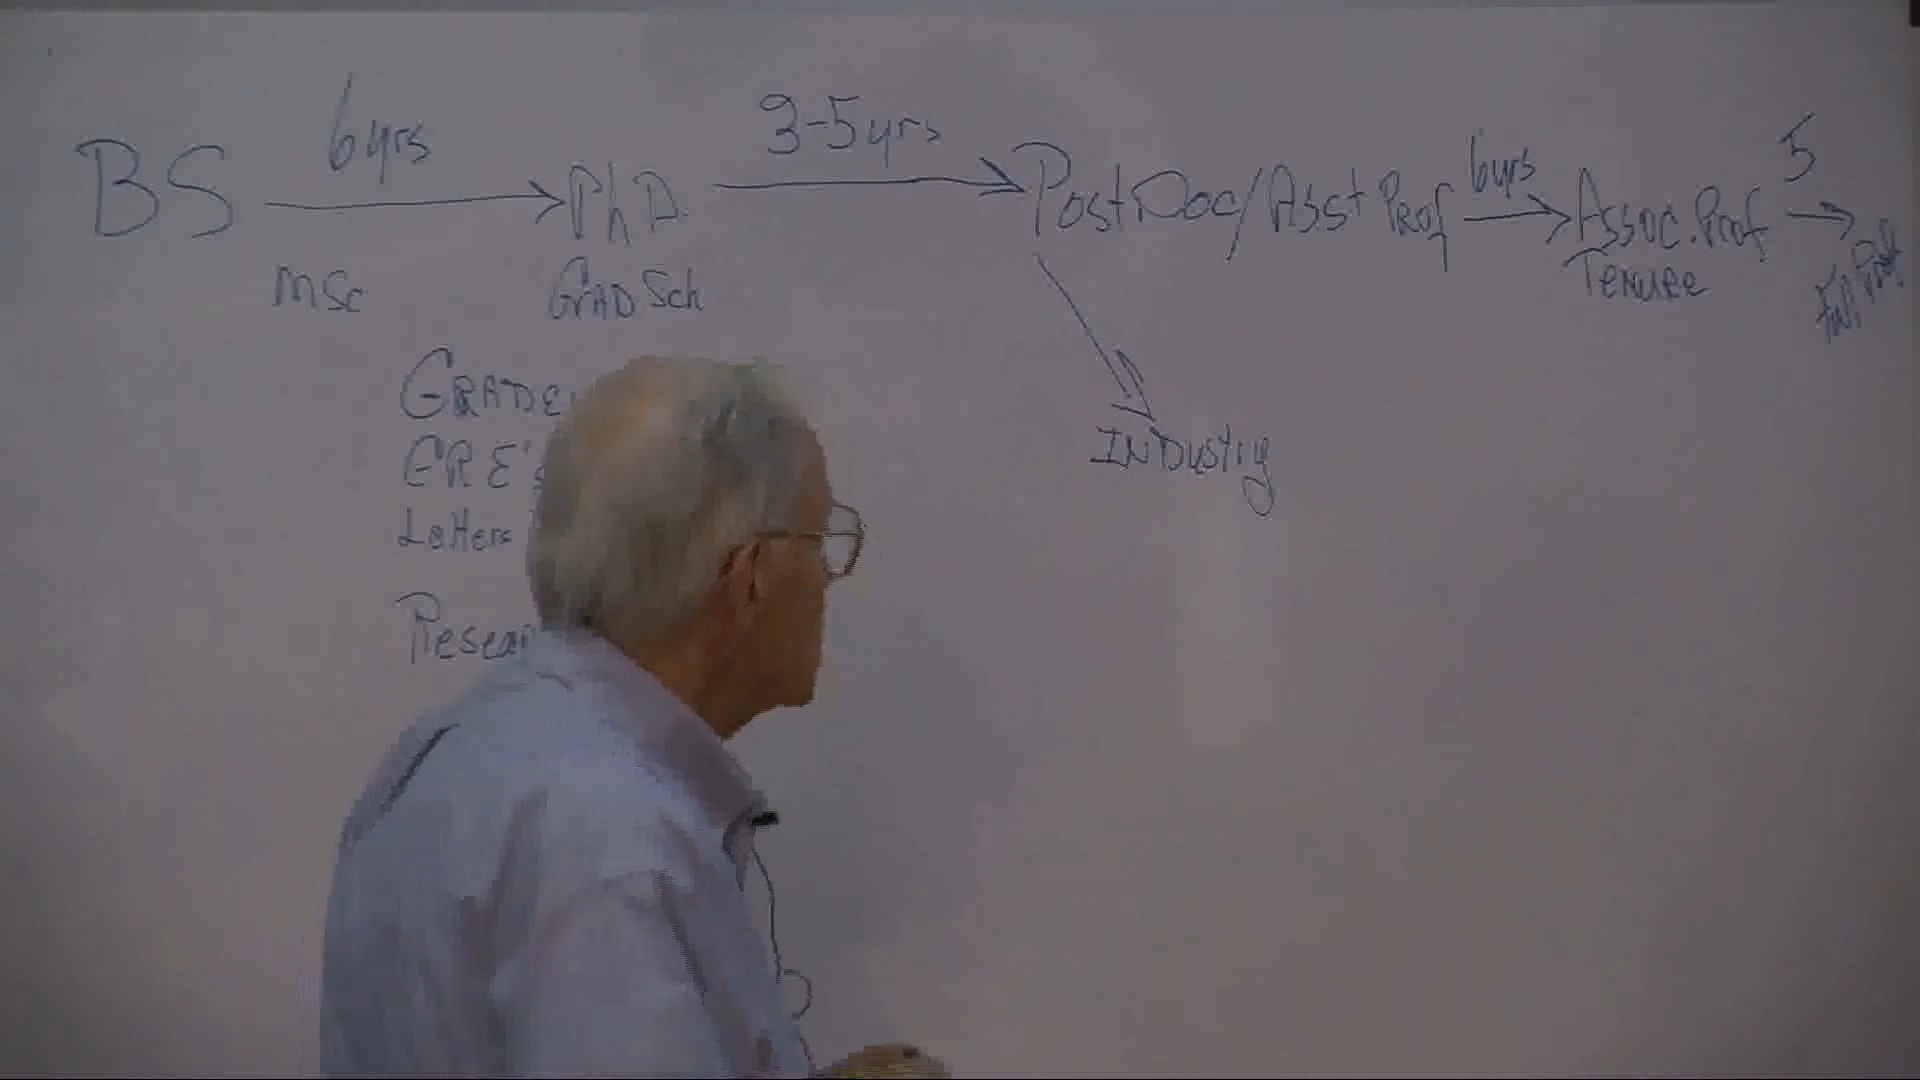 BS 6yrs PhD. 3-5yrs PostDoc/Asst Prof 6yrs Assoc. Prof 5 Full Prof.
MSc GRAD Sch Tenure
GRADE
GRE's
Letters
INDustry
Resear